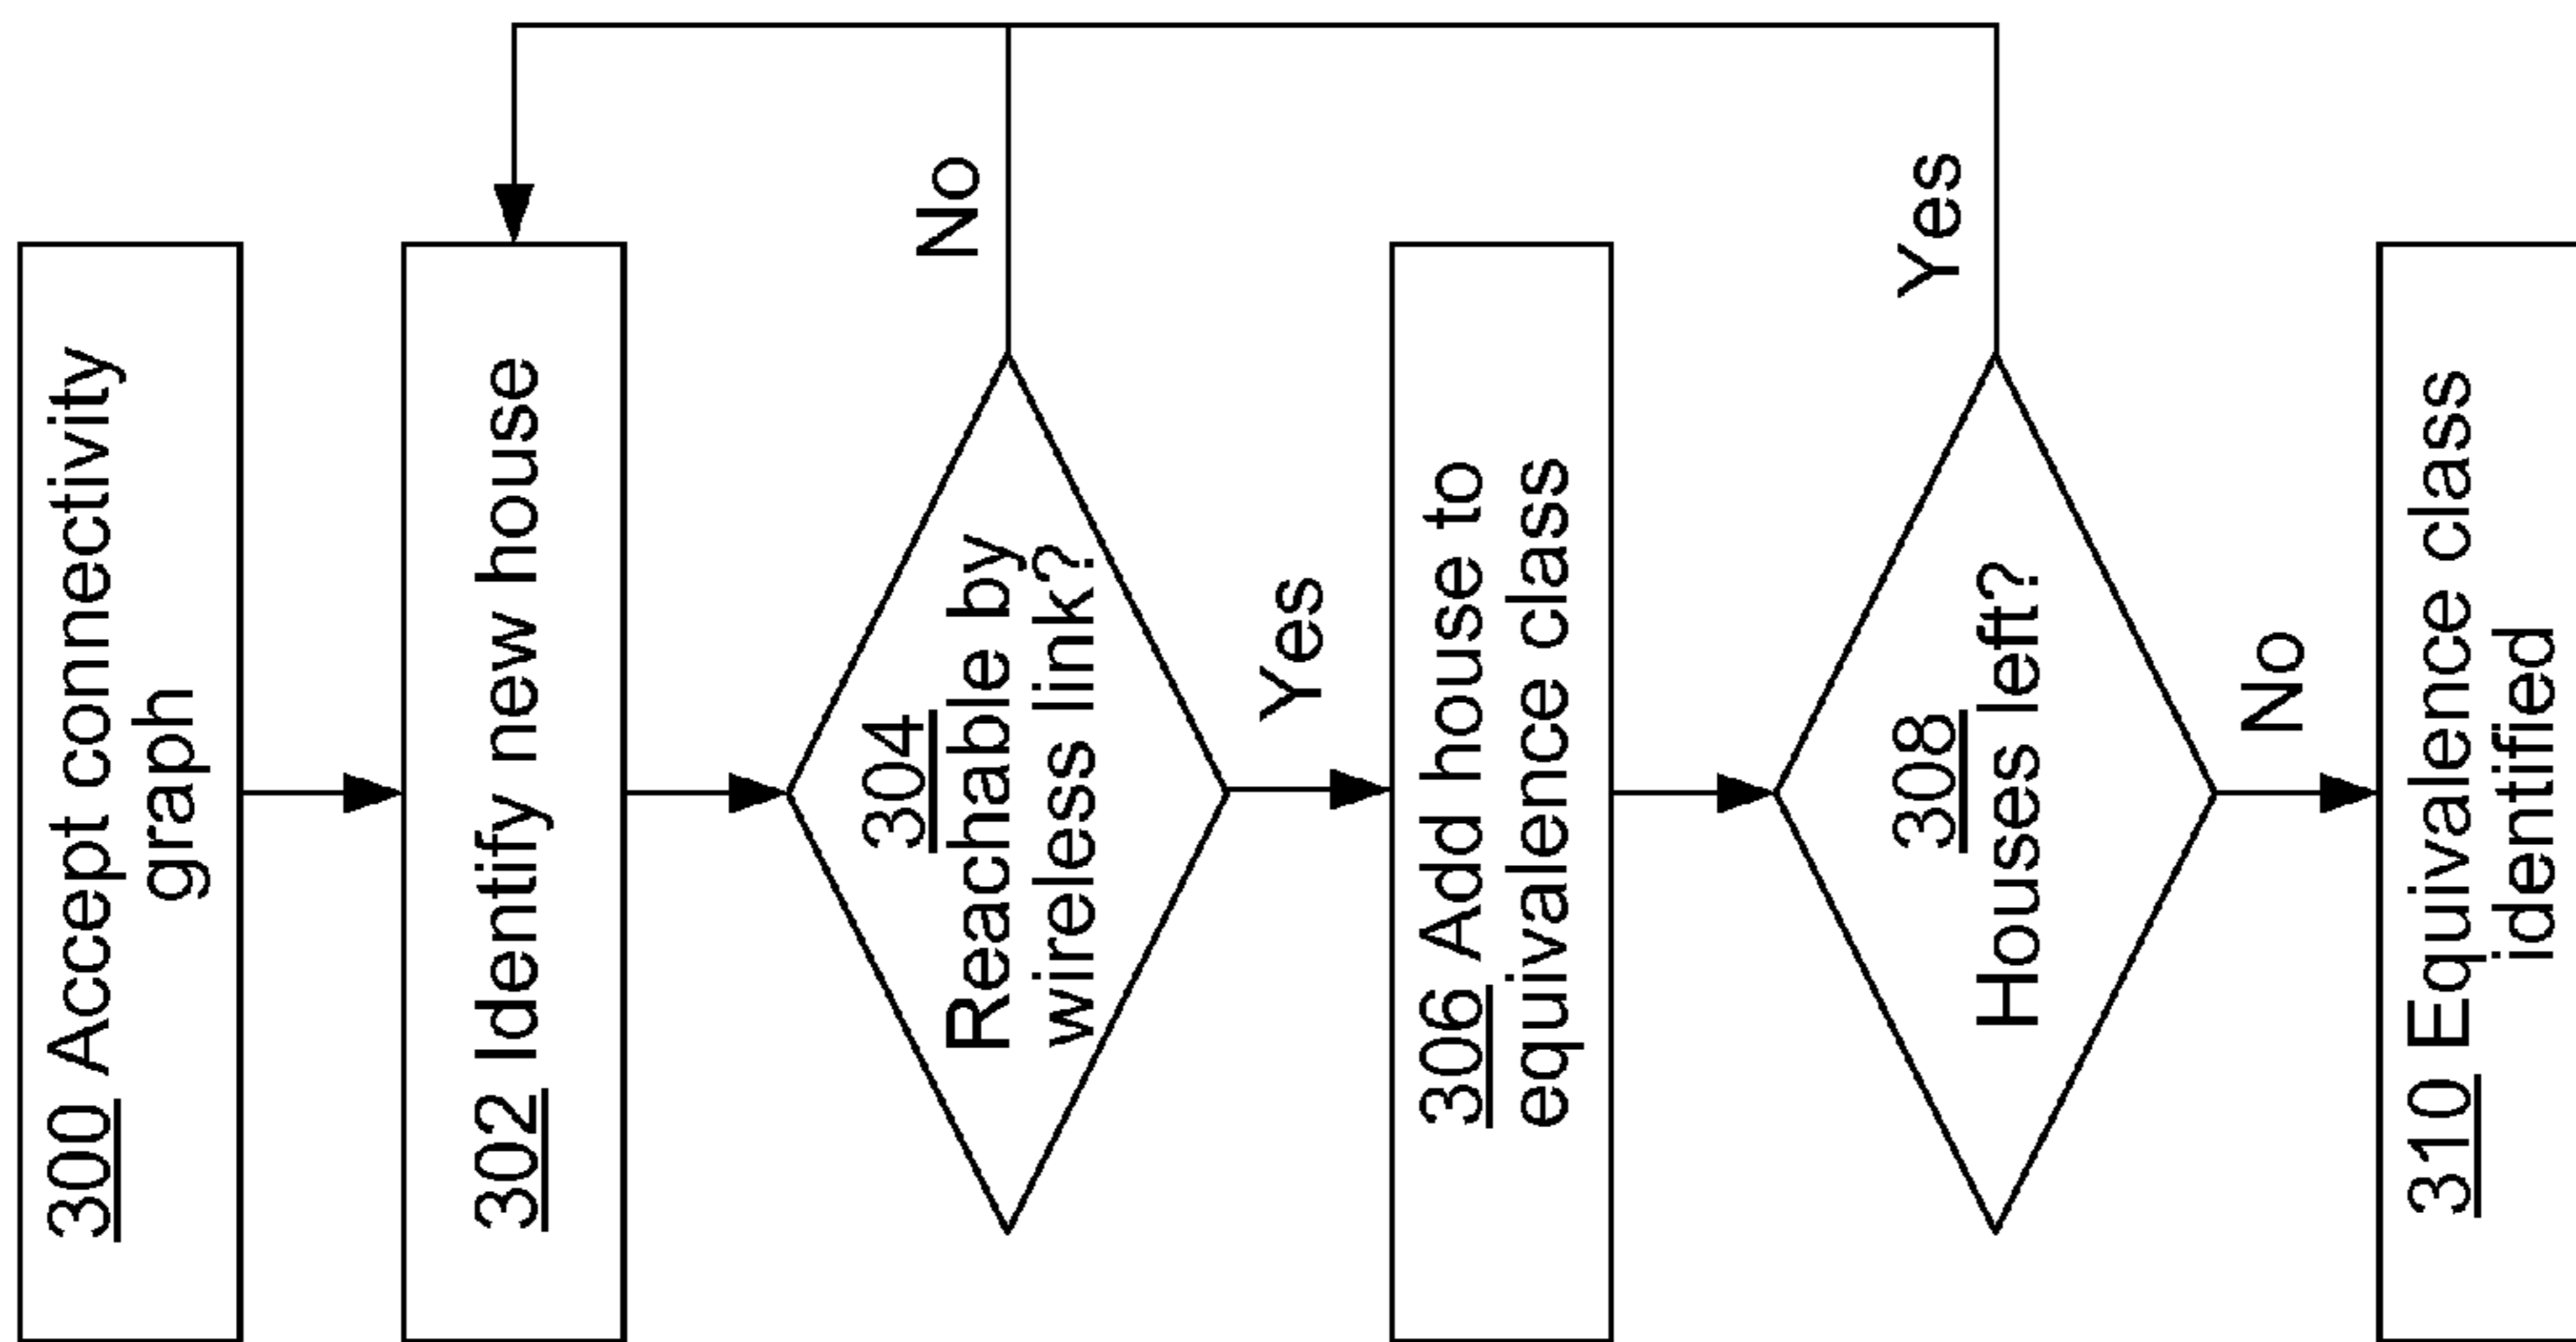 300 Accept connectivity
graph
302 Identify new house
304
Reachable by
wireless link?
No
Yes
306 Add house to
equivalence class
308
Houses left?
Yes
No
310 Equivalence class
identified